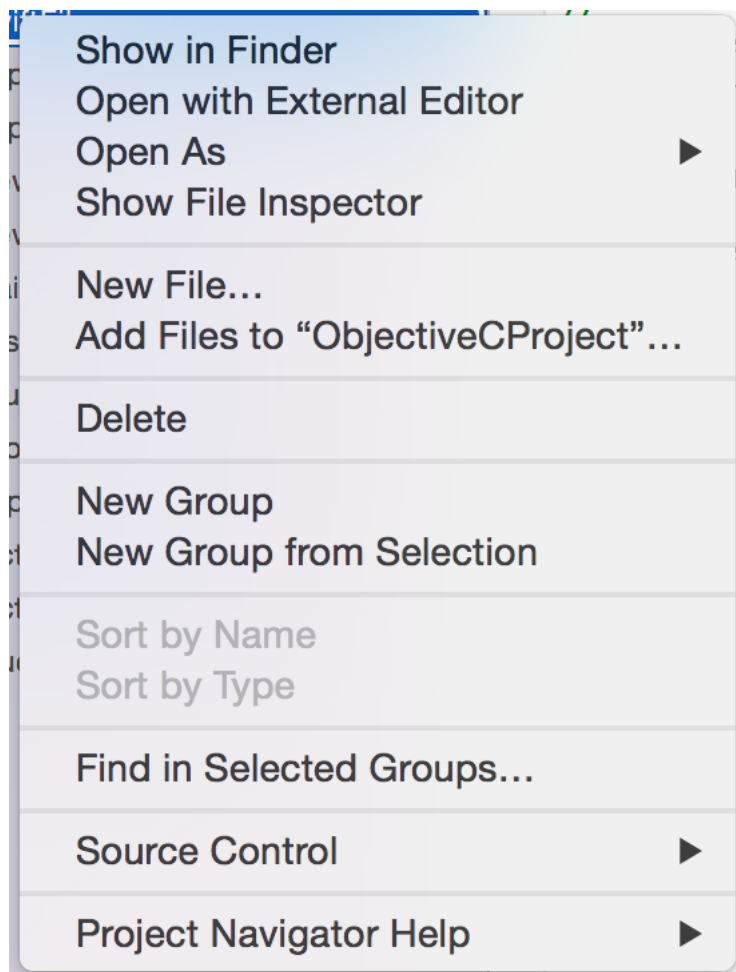 Show in Finder
Open with External Editor
Open As
Show File Inspector
New File…
Add Files to “ObjectiveCProject”…
Delete
New Group
New Group from Selection
Sort by Name
Sort by Type
Find in Selected Groups…
Source Control
Project Navigator Help